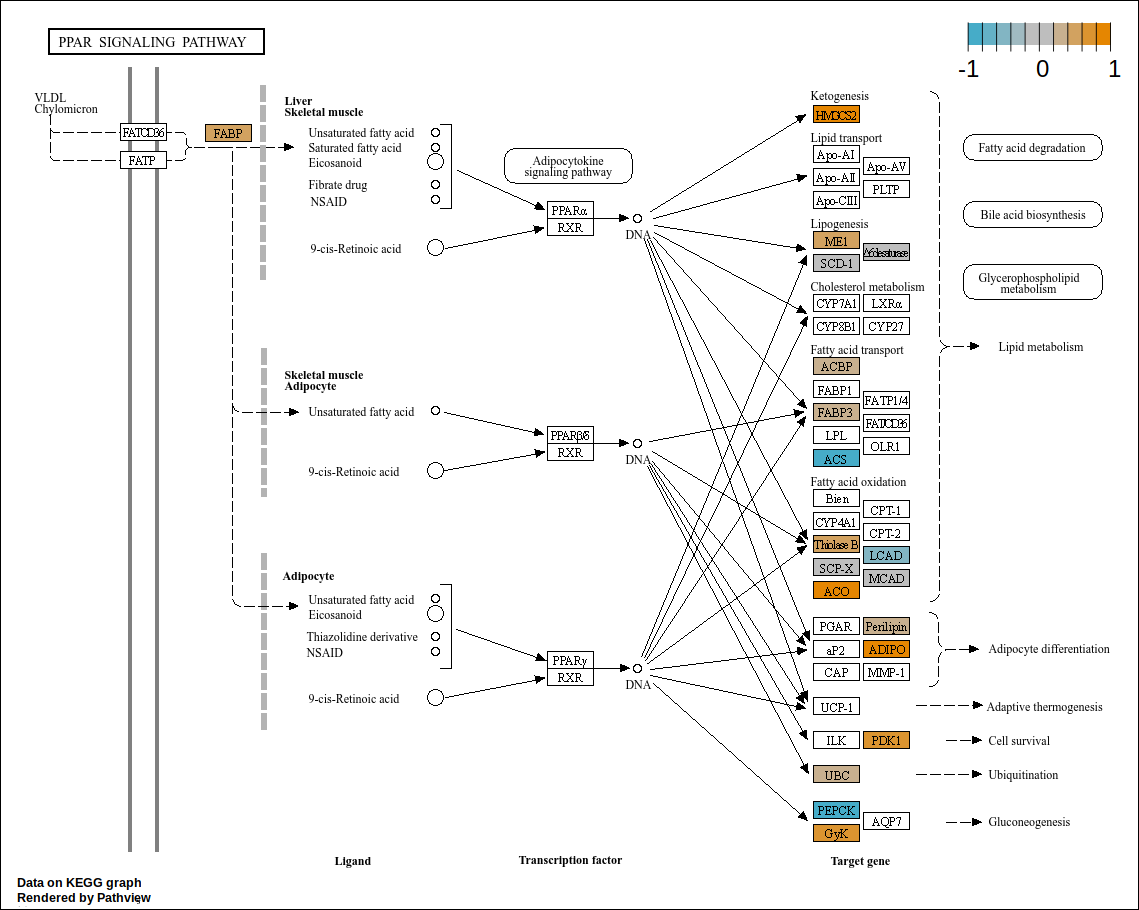 PPAR SIGNALING PATHWAY
-1 0 1
VLDL
Chylomicron
FAT/CD36
FATP
FABP
Liver
Skeletal muscle
Unsaturated fatty acid
Saturated fatty acid
Eicosanoid
Fibrate drug
NSAID
9-cis-Retinoic acid
Adipocytokine
signaling pathway
PPARα
RXR
DNA
Skeletal muscle
Adipocyte
Unsaturated fatty acid
9-cis-Retinoic acid
PPARβ/δ
RXR
DNA
Adipocyte
Unsaturated fatty acid
Eicosanoid
Thiazolidine derivative
NSAID
9-cis-Retinoic acid
PPARγ
RXR
DNA
Ketogenesis
HMGCS2
Lipid transport
Apo-AI
Apo-AV
Apo-AII
PLTP
Apo-CIII
Lipogenesis
ME1
Δ6desaturase
SCD-1
Cholesterol metabolism
CYP7A1 LXRα
CYP8B1 CYP27
Fatty acid transport
ACBP
FABP1
FATP1/4
FABP3
FAT/CD36
LPL
OLR1
ACS
Fatty acid oxidation
Bien
CPT-1
CYP4A1
CPT-2
Thiolase B
LCAD
SCP-X
MCAD
ACO
PGAR Perilipin
aP2 ADIPO
CAP MMP-1
UCP-1
ILK PDK1
UBC
PEPCK
AQP7
GyK
Fatty acid degradation
Bile acid biosynthesis
Glycerophospholipid
metabolism
Lipid metabolism
Adipocyte differentiation
Adaptive thermogenesis
Cell survival
Ubiquitination
Gluconeogenesis
Ligand
Transcription factor
Target gene
Data on KEGG graph
Rendered by Pathview